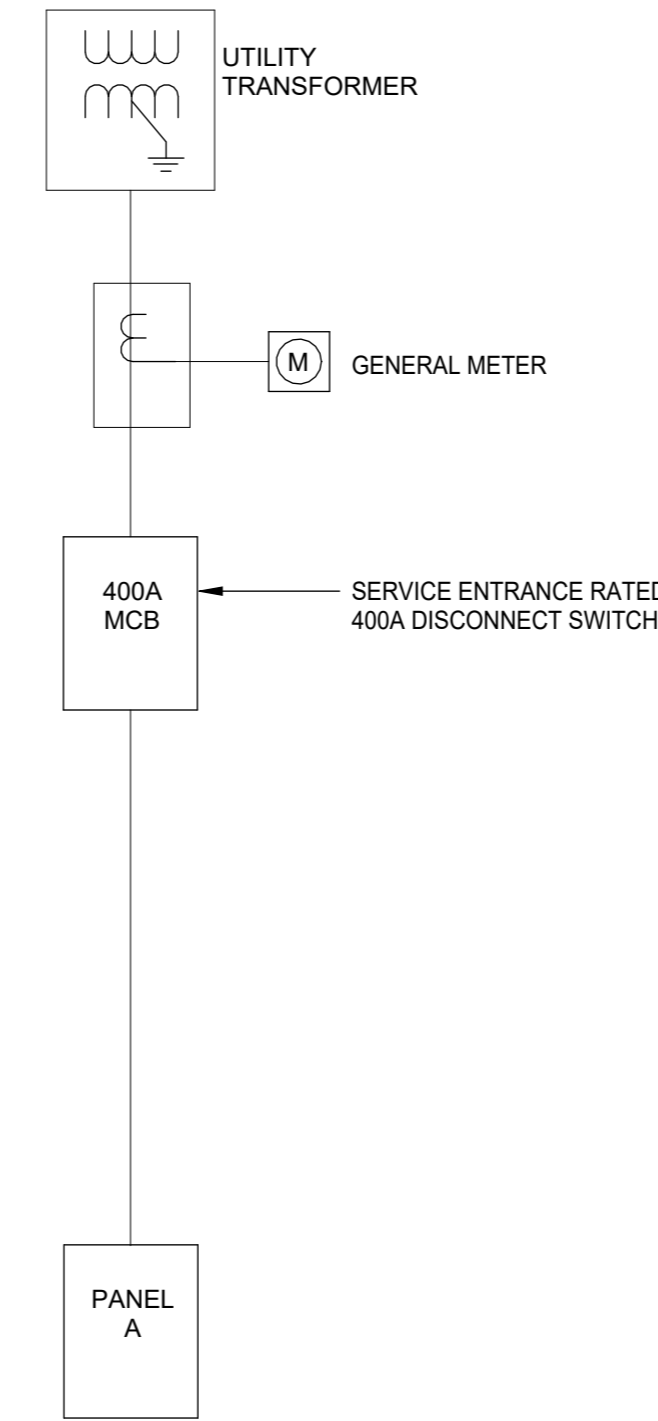 UTILITY
TRANSFORMER
M
GENERAL METER
400A
MCB
SERVICE ENTRANCE RATED
400A DISCONNECT SWITCH
PANEL
A